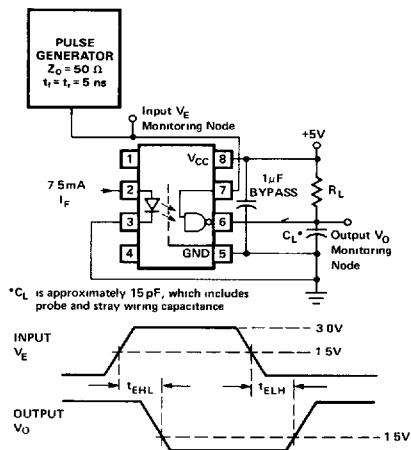 PULSE
GENERATOR
Z₀ = 50 Ω
tf = tr = 5 ns
Input VE
Monitoring Node
+5V
1
VCC
8
1μF
BYPASS
RL
7 5mA
IF
2
7
3
6
CL*
Output VO
Monitoring
Node
4
GND
5
*CL is approximately 15 pF, which includes
probe and stray wiring capacitance
INPUT
VE
3 0V
1 5V
tEHL
tELH
OUTPUT
VO
1 5V